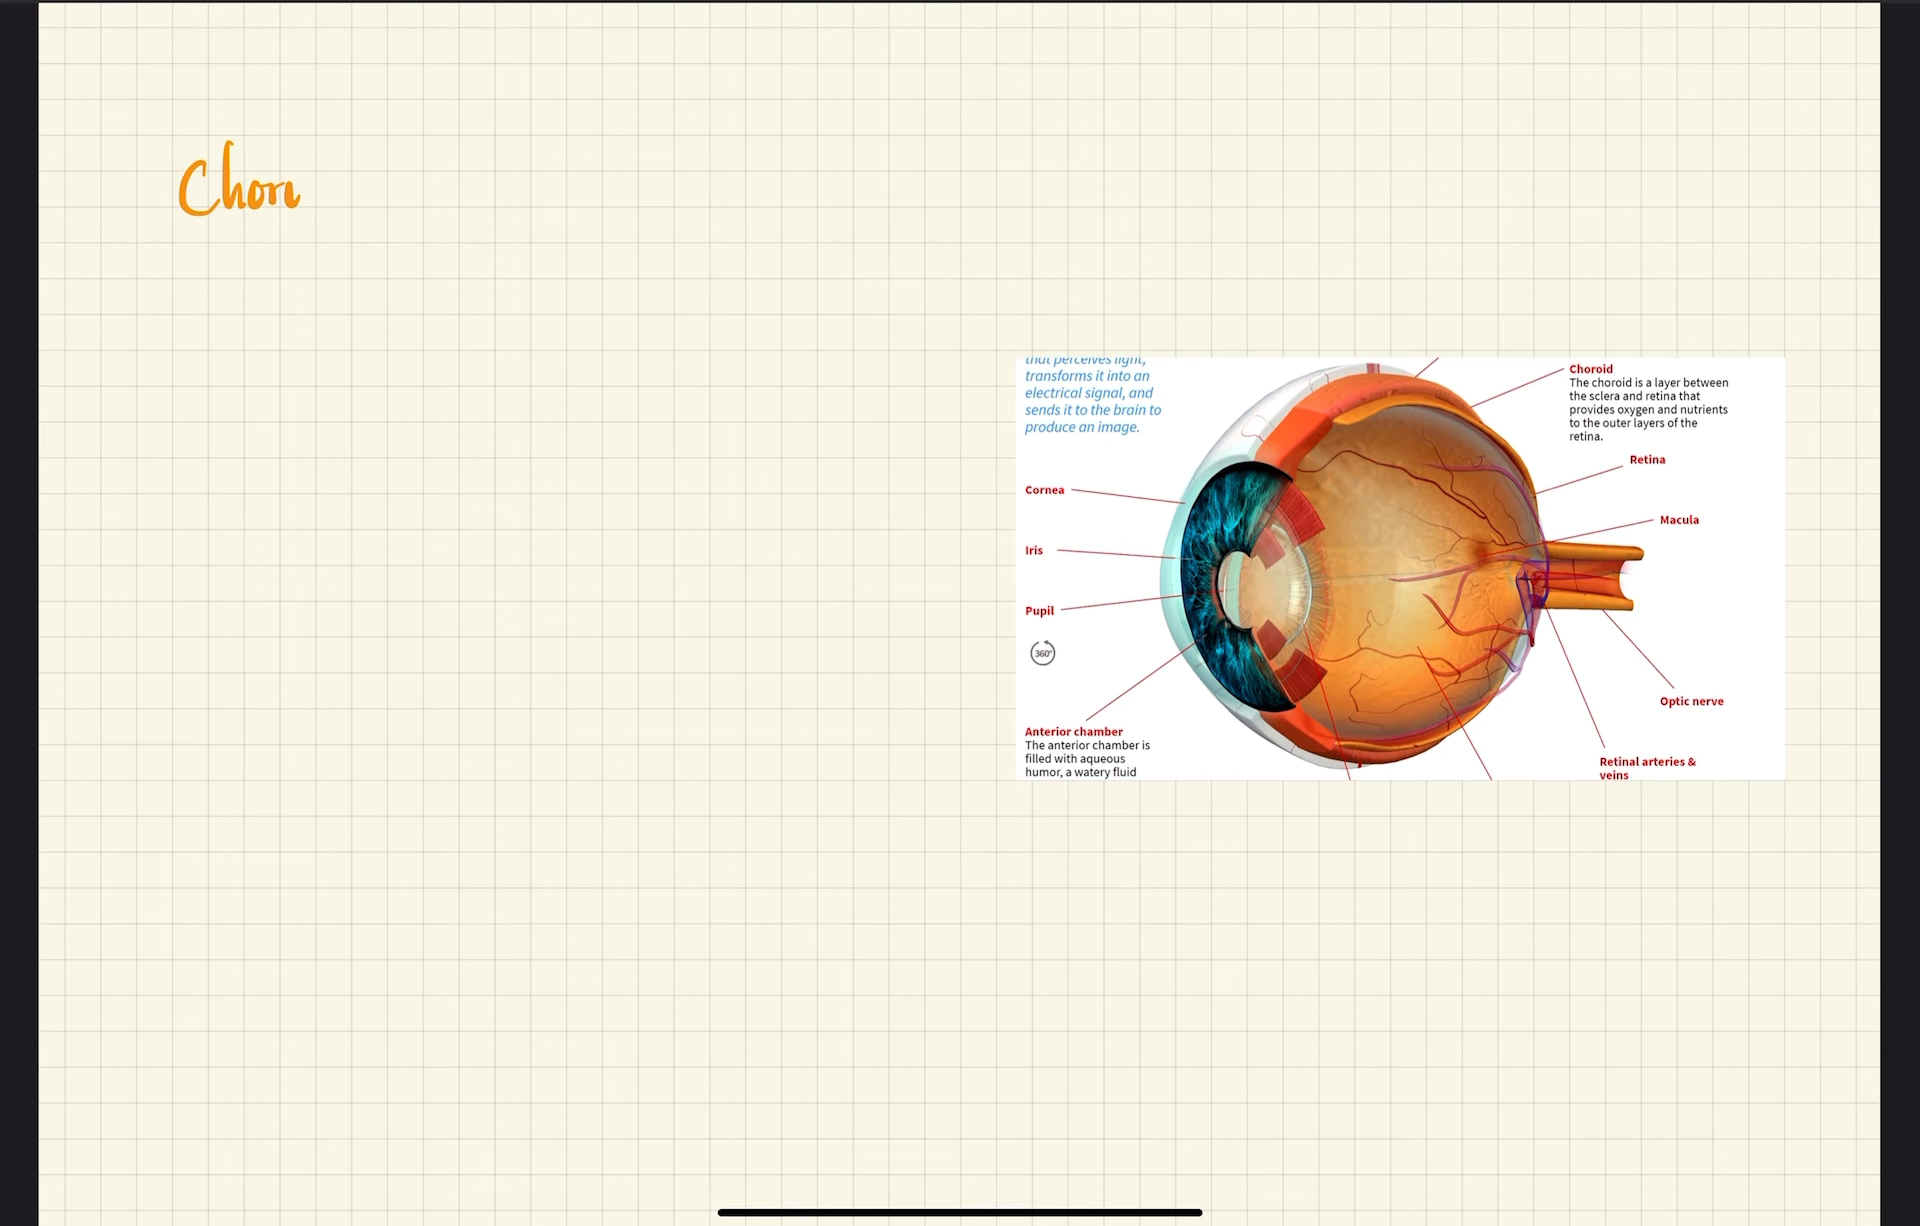 Chore
that perceives light,
transforms it into an
electrical signal, and
sends it to the brain to
produce an image.
Cornea
Iris
Pupil
360°
Anterior chamber
The anterior chamber is
filled with aqueous
humor, a watery fluid
Choroid
The choroid is a layer between
the sclera and retina that
provides oxygen and nutrients
to the outer layers of the
retina.
Retina
Macula
Optic nerve
Retinal arteries &
veins